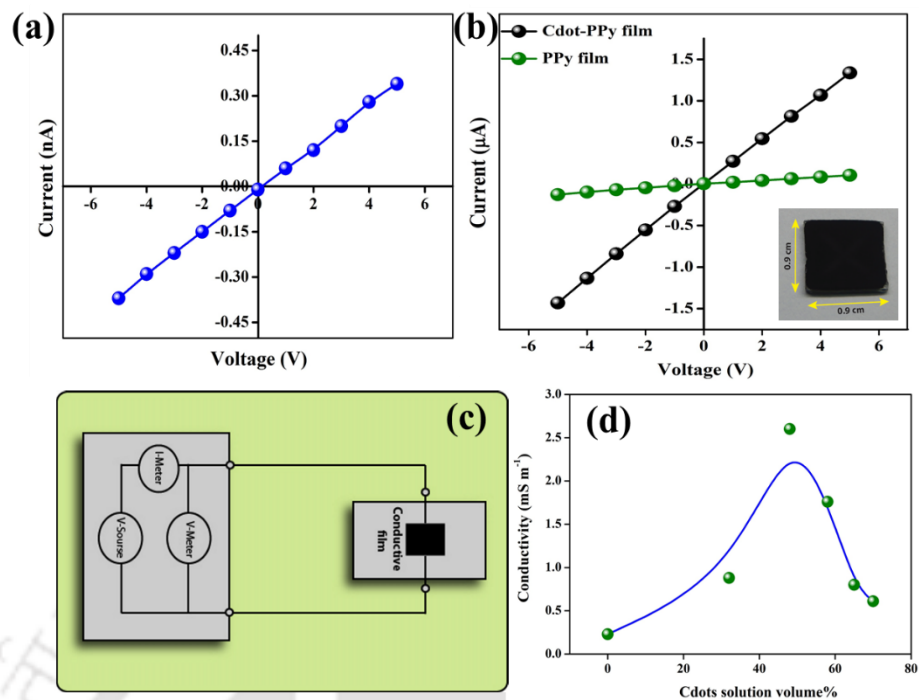 (a)
0.45
0.30
0.15
0.00
-0.15
-0.30
-0.45
-6
-4
-2
0
2
4
6
Current (nA)
Voltage (V)
(b)
Cdot-PPy film
PPy film
1.5
1.0
0.5
0.0
-0.5
-1.0
-1.5
-6
-4
-2
0
2
4
6
Current (μA)
Voltage (V)
0.9 cm
0.9 cm
(c)
I-Meter
V-Sourse
V-Meter
Conductive
film
(d)
3.0
2.5
2.0
1.5
1.0
0.5
0.0
0
20
40
60
80
Conductivity (mS m⁻¹)
Cdots solution volume%